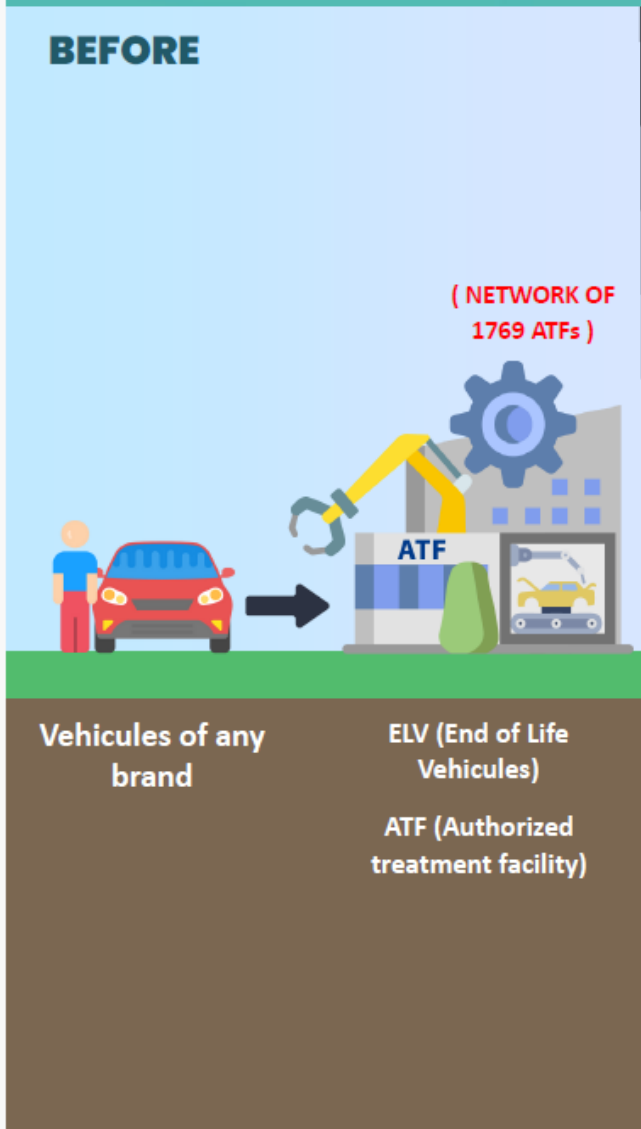 BEFORE
( NETWORK OF
1769 ATFs )
ATF
Vehicules of any
brand
ELV (End of Life
Vehicules)
ATF (Authorized
treatment facility)